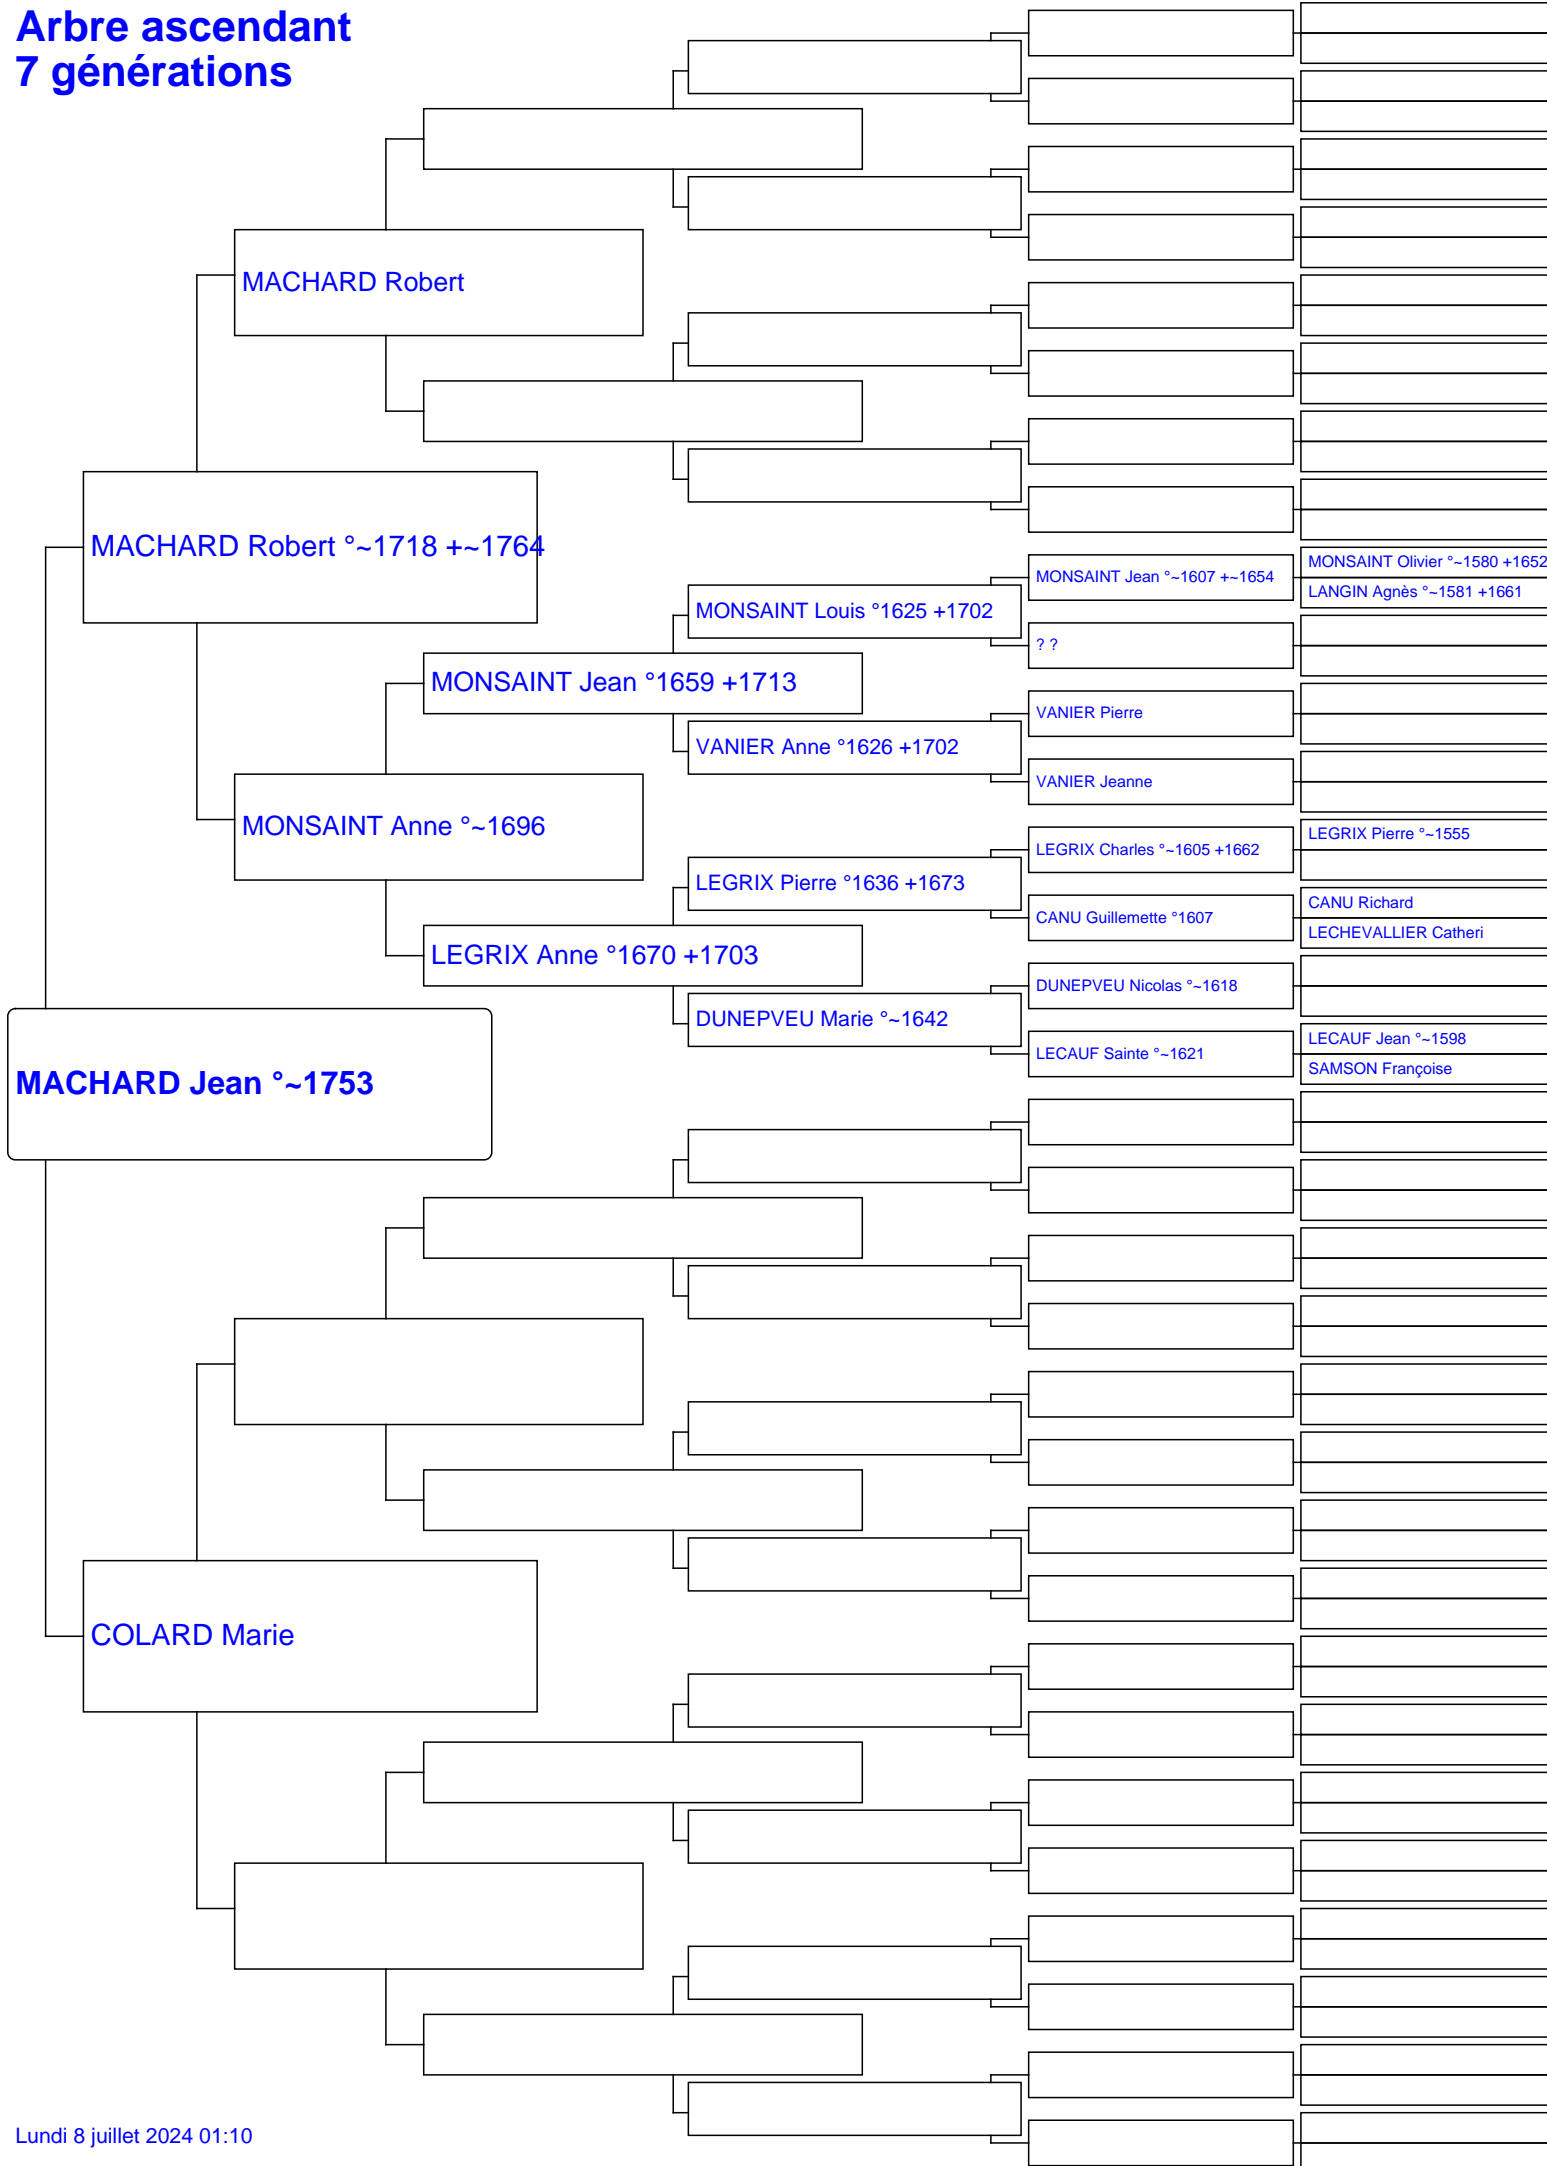 Arbre ascendant
7 générations
MACHARD Robert
MACHARD Robert °~1718 +~1764
MONSAINT Olivier °~1580 +1652
MONSAINT Jean °~1607 +~1654
LANGIN Agnès °~1581 +1661
MONSAINT Louis °1625 +1702
? ?
MONSAINT Jean °1659 +1713
VANIER Pierre
VANIER Anne °1626 +1702
VANIER Jeanne
MONSAINT Anne °~1696
LEGRIX Pierre °~1555
LEGRIX Charles °~1605 +1662
LEGRIX Pierre °1636 +1673
CANU Richard
CANU Guillemette °1607
LECHEVALLIER Catheri
LEGRIX Anne °1670 +1703
DUNEPVEU Nicolas °~1618
DUNEPVEU Marie °~1642
LECAUF Jean °~1598
LECAUF Sainte °~1621
SAMSON Françoise
MACHARD Jean °~1753
COLARD Marie
Lundi 8 juillet 2024 01:10